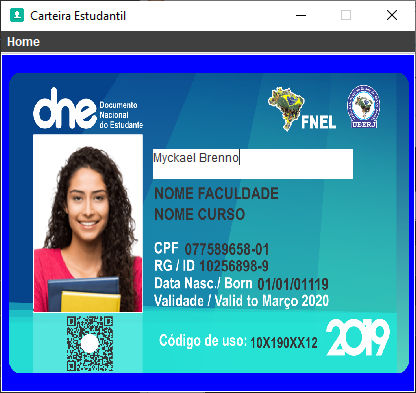 Carteira Estudantil
Home
dne Documento
Nacional
do Estudante
FNEL
UEERJ
Myckael Brenno
NOME FACULDADE
NOME CURSO
CPF 077589658-01
RG / ID 10256898-9
Data Nasc./ Born 01/01/01119
Validade / Valid to Março 2020
Código de uso: 10X190XX12
2019